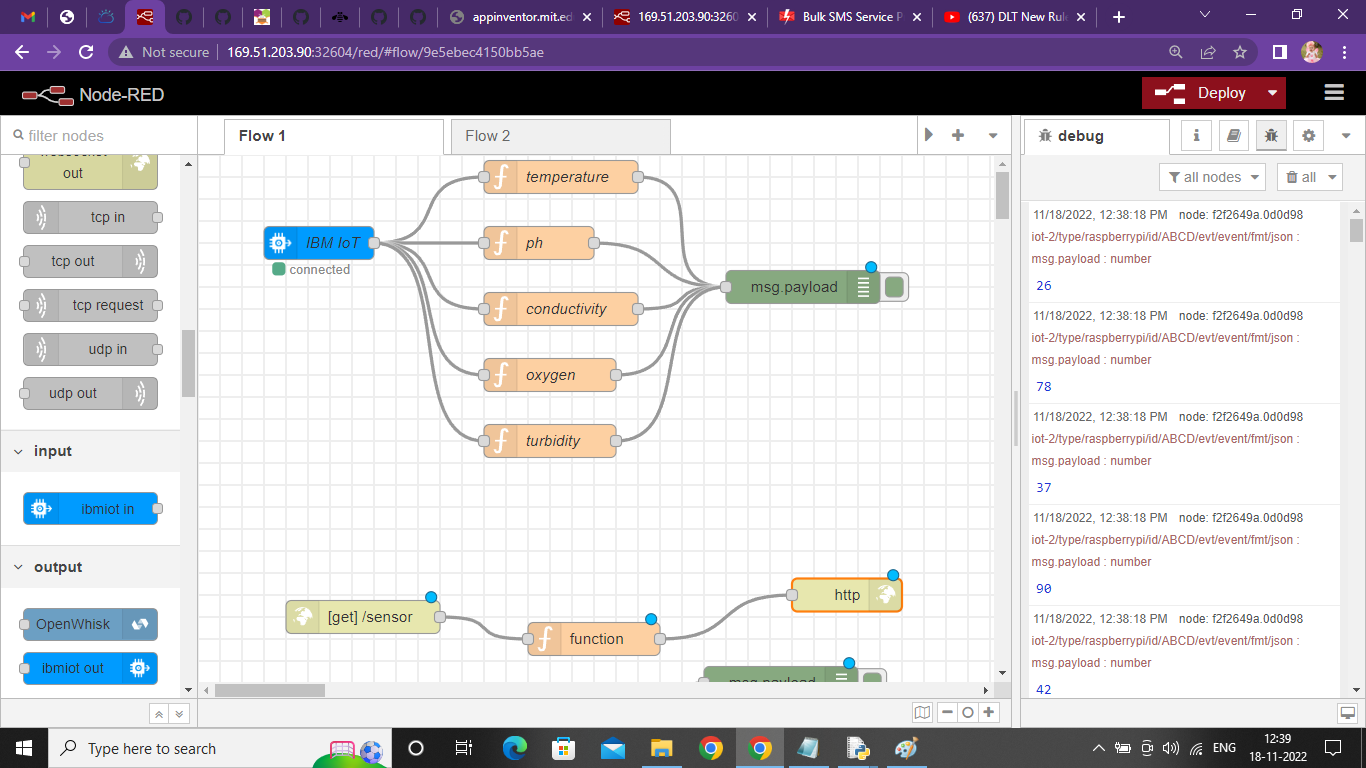 appinventor.mit.ed
169.51.203.90:3260
Bulk SMS Service P
(637) DLT New Rul
Not secure
169.51.203.90:32604/red/#flow/9e5ebec4150bb5ae
Node-RED
Deploy
filter nodes
Flow 1
Flow 2
debug
all nodes
all
out
tcp in
tcp out
tcp request
udp in
udp out
input
ibmiot in
output
OpenWhisk
ibmiot out
temperature
IBM IoT
connected
ph
msg.payload
conductivity
oxygen
turbidity
http
[get] /sensor
function
msg.payload
11/18/2022, 12:38:18 PM node: f2f2649a.0d0d98
iot-2/type/raspberrypi/id/ABCD/evt/event/fmt/json :
msg.payload : number
26
11/18/2022, 12:38:18 PM node: f2f2649a.0d0d98
iot-2/type/raspberrypi/id/ABCD/evt/event/fmt/json :
msg.payload : number
78
11/18/2022, 12:38:18 PM node: f2f2649a.0d0d98
iot-2/type/raspberrypi/id/ABCD/evt/event/fmt/json :
msg.payload : number
37
11/18/2022, 12:38:18 PM node: f2f2649a.0d0d98
iot-2/type/raspberrypi/id/ABCD/evt/event/fmt/json :
msg.payload : number
90
11/18/2022, 12:38:18 PM node: f2f2649a.0d0d98
iot-2/type/raspberrypi/id/ABCD/evt/event/fmt/json :
msg.payload : number
42
Type here to search
ENG
12:39
18-11-2022